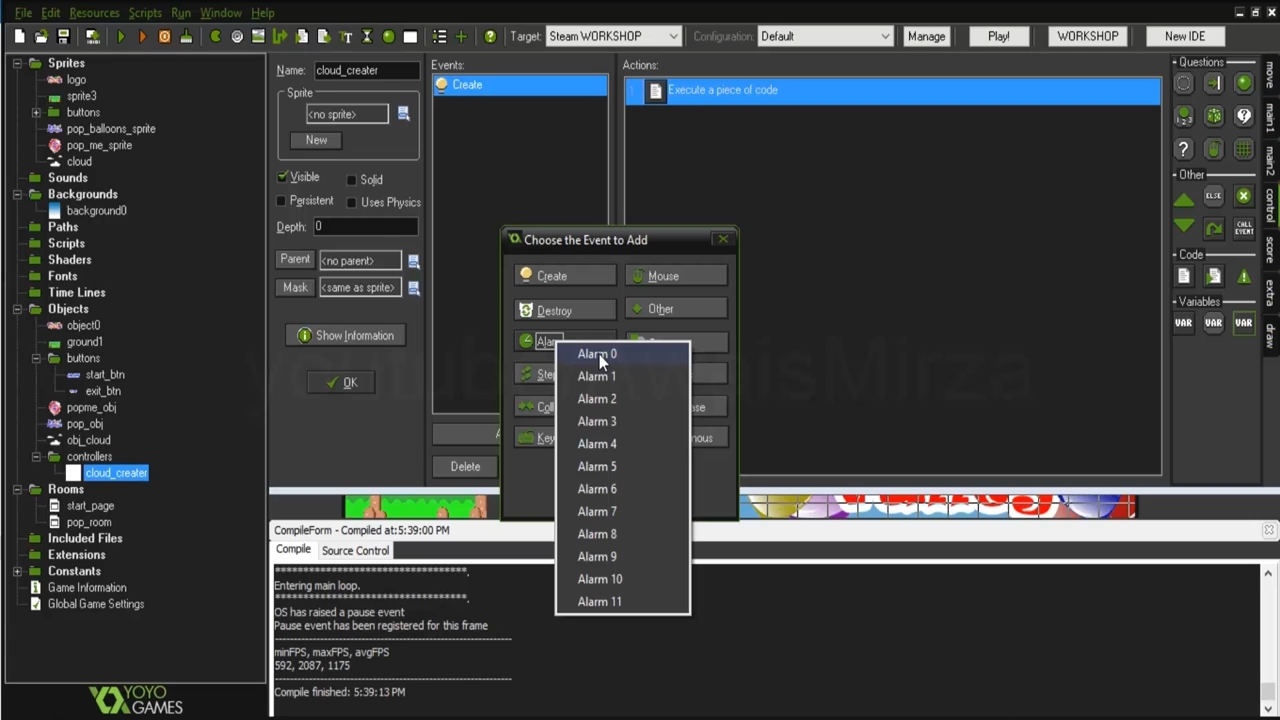 File Edit Resources Scripts Run Window Help
Target: Steam WORKSHOP Configuration: Default Manage Play! WORKSHOP New IDE
Sprites
logo
sprite3
buttons
pop_balloons_sprite
pop_me_sprite
cloud
Sounds
Backgrounds
background0
Paths
Scripts
Shaders
Fonts
Time Lines
Objects
object0
ground1
buttons
start_btn
exit_btn
popme_obj
pop_obj
obj_cloud
controllers
cloud_creater
Rooms
start_page
pop_room
Included Files
Extensions
Constants
Game Information
Global Game Settings
YOYO
GAMES
Name: cloud_creater
Sprite
<no sprite>
New
Visible Solid
Persistent Uses Physics
Depth: 0
Parent <no parent>
Mask <same as sprite>
Show Information
OK
Events:
Create
Delete
Actions:
1 Execute a piece of code
Choose the Event to Add
Create Mouse
Destroy Other
Alarm 0
Alarm 1
Alarm 2
Alarm 3
Alarm 4
Alarm 5
Alarm 6
Alarm 7
Alarm 8
Alarm 9
Alarm 10
Alarm 11
Questions
Other
ELSE
CALL EVENT
Code
Variables
VAR VAR VAR
move
main1
main2
control
score
extra
draw
CompileForm - Compiled at:5:39:00 PM
Compile Source Control
***********************************.
Entering main loop.
***********************************.
OS has raised a pause event
Pause event has been registered for this frame
minFPS, maxFPS, avgFPS
592, 2087, 1175
Compile finished: 5:39:13 PM